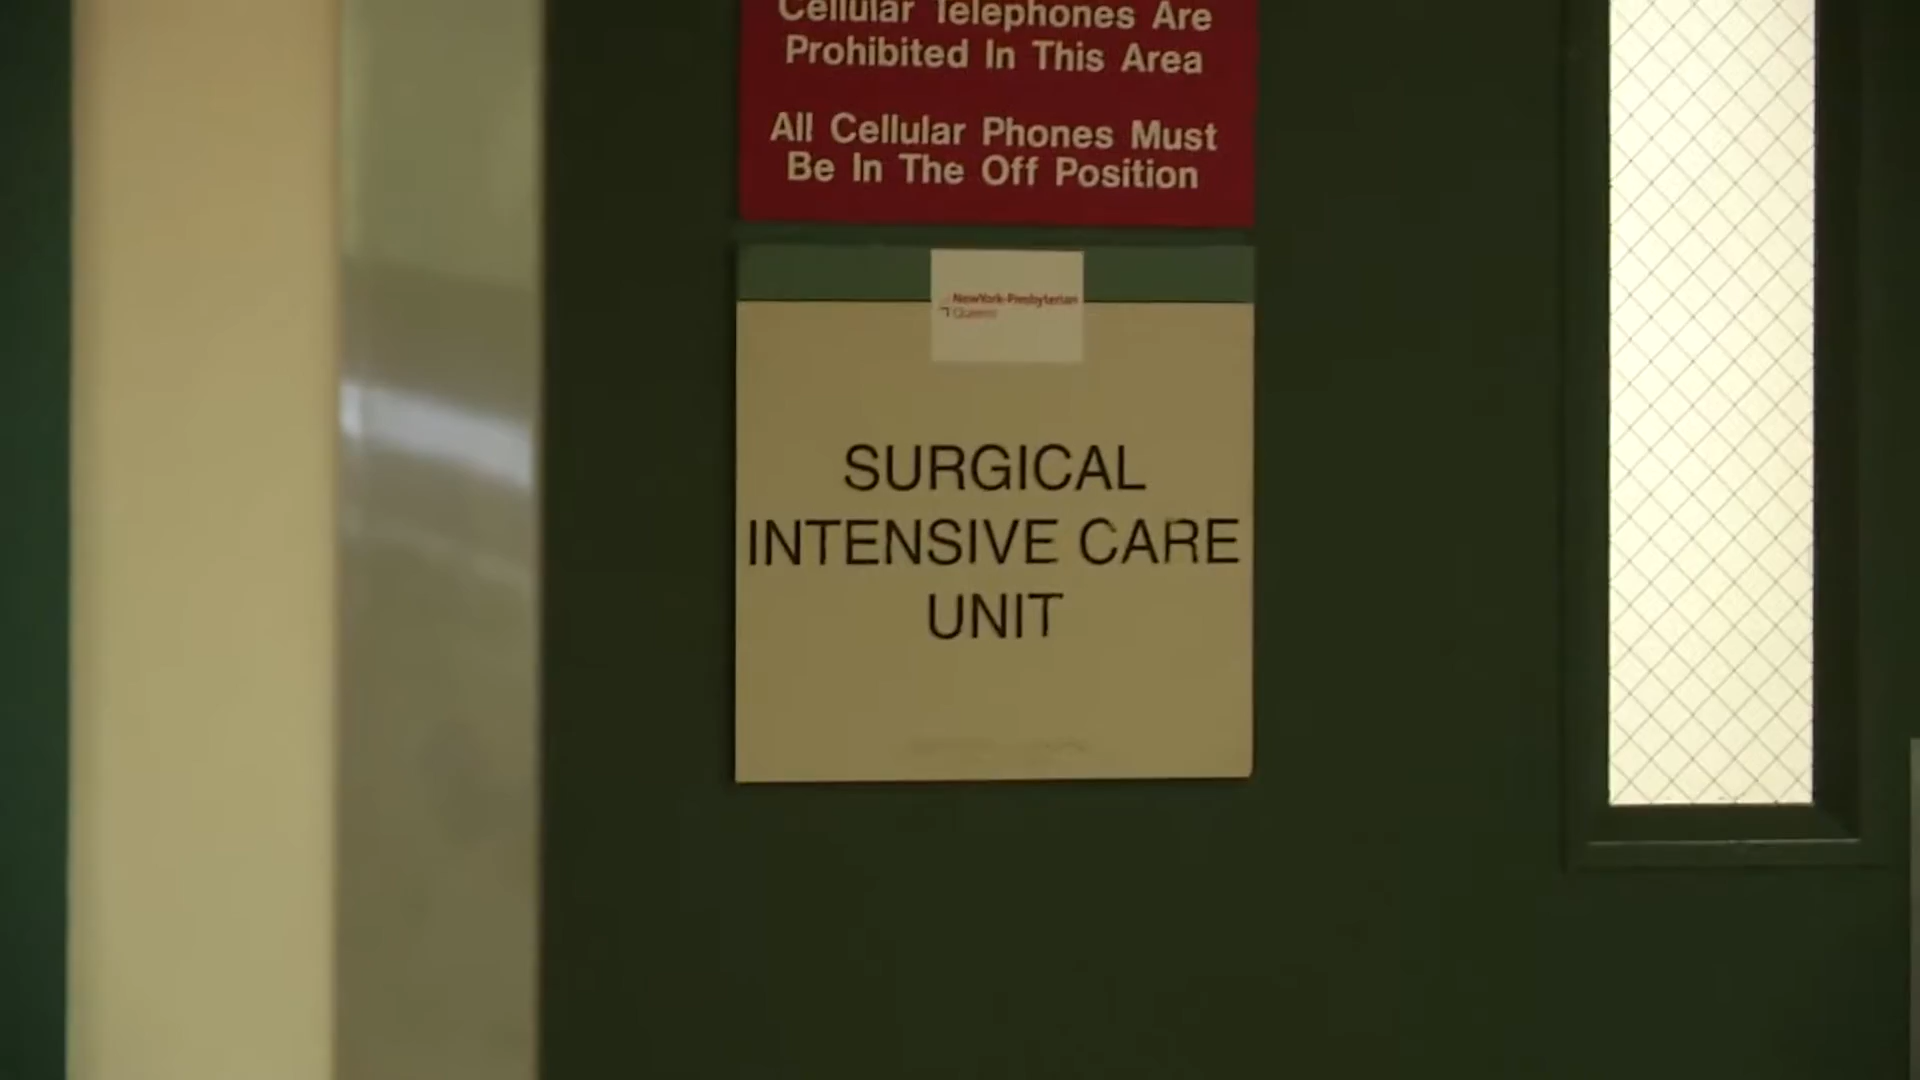 Cellular Telephones Are
Prohibited In This Area
All Cellular Phones Must
Be In The Off Position
NewYork-Presbyterian
Queens
SURGICAL
INTENSIVE CARE
UNIT